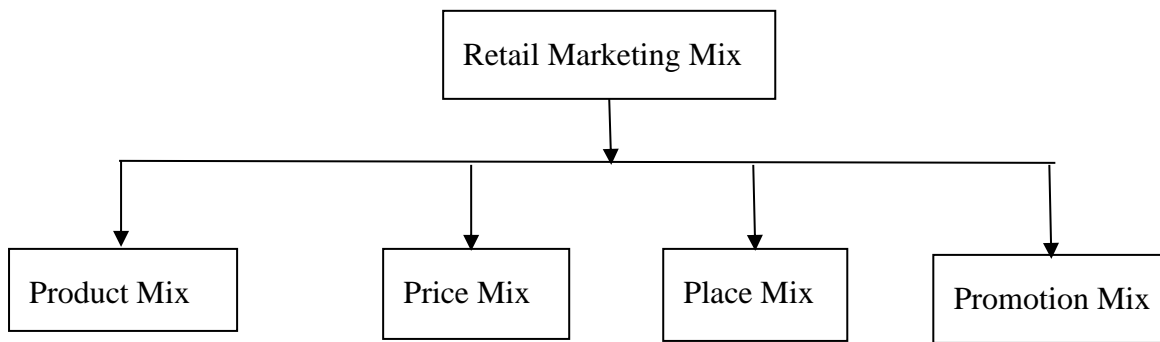 Retail Marketing Mix
Product Mix
Price Mix
Place Mix
Promotion Mix